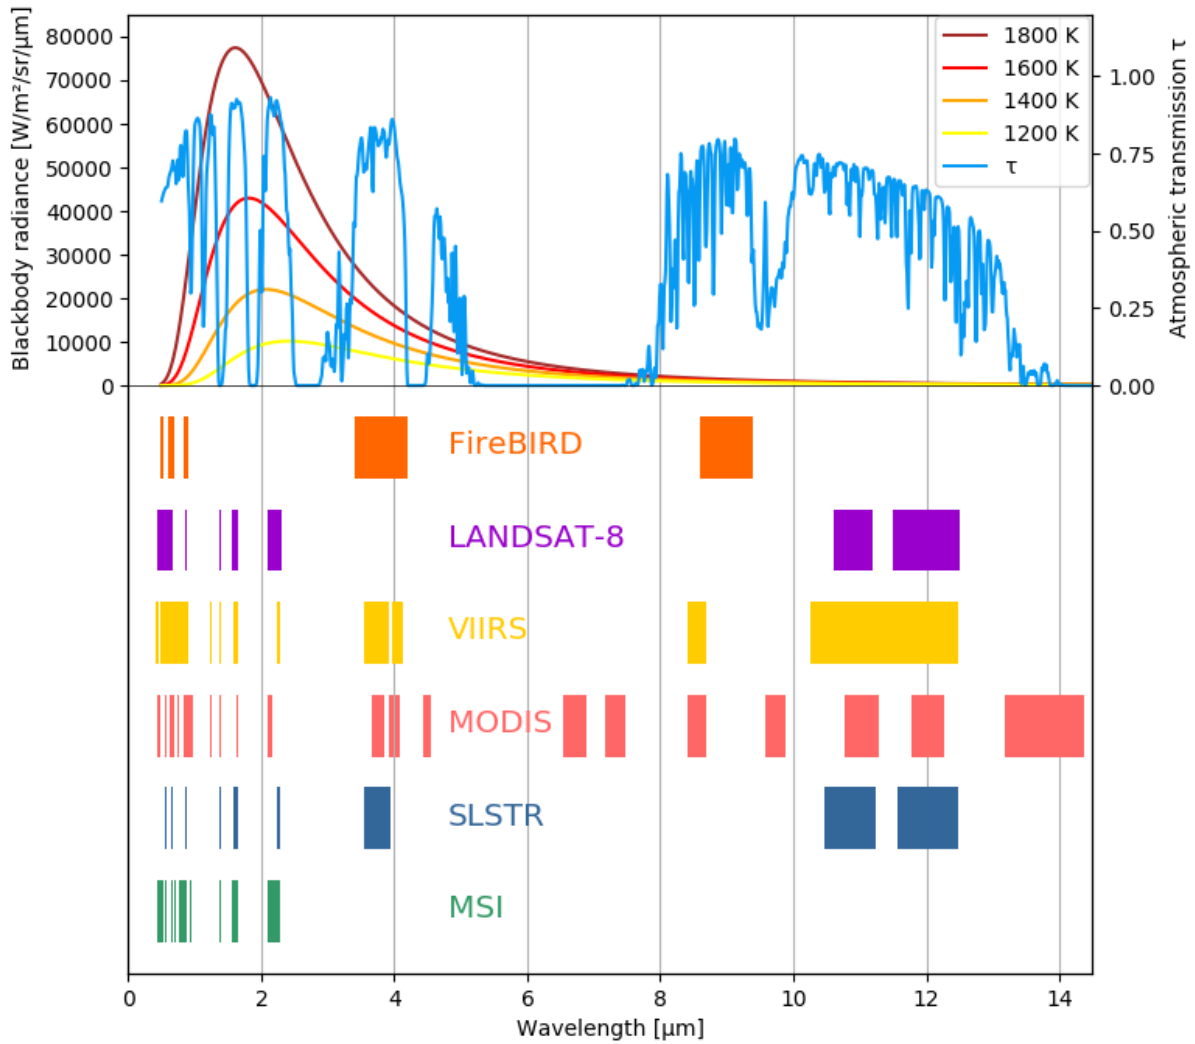 Blackbody radiance [W/m²/sr/µm]
80000
70000
60000
50000
40000
30000
20000
10000
0
1800 K
1600 K
1400 K
1200 K
τ
1.00
0.75
0.50
0.25
0.00
Atmospheric transmission τ
FireBIRD
LANDSAT-8
VIIRS
MODIS
SLSTR
MSI
0 2 4 6 8 10 12 14
Wavelength [µm]